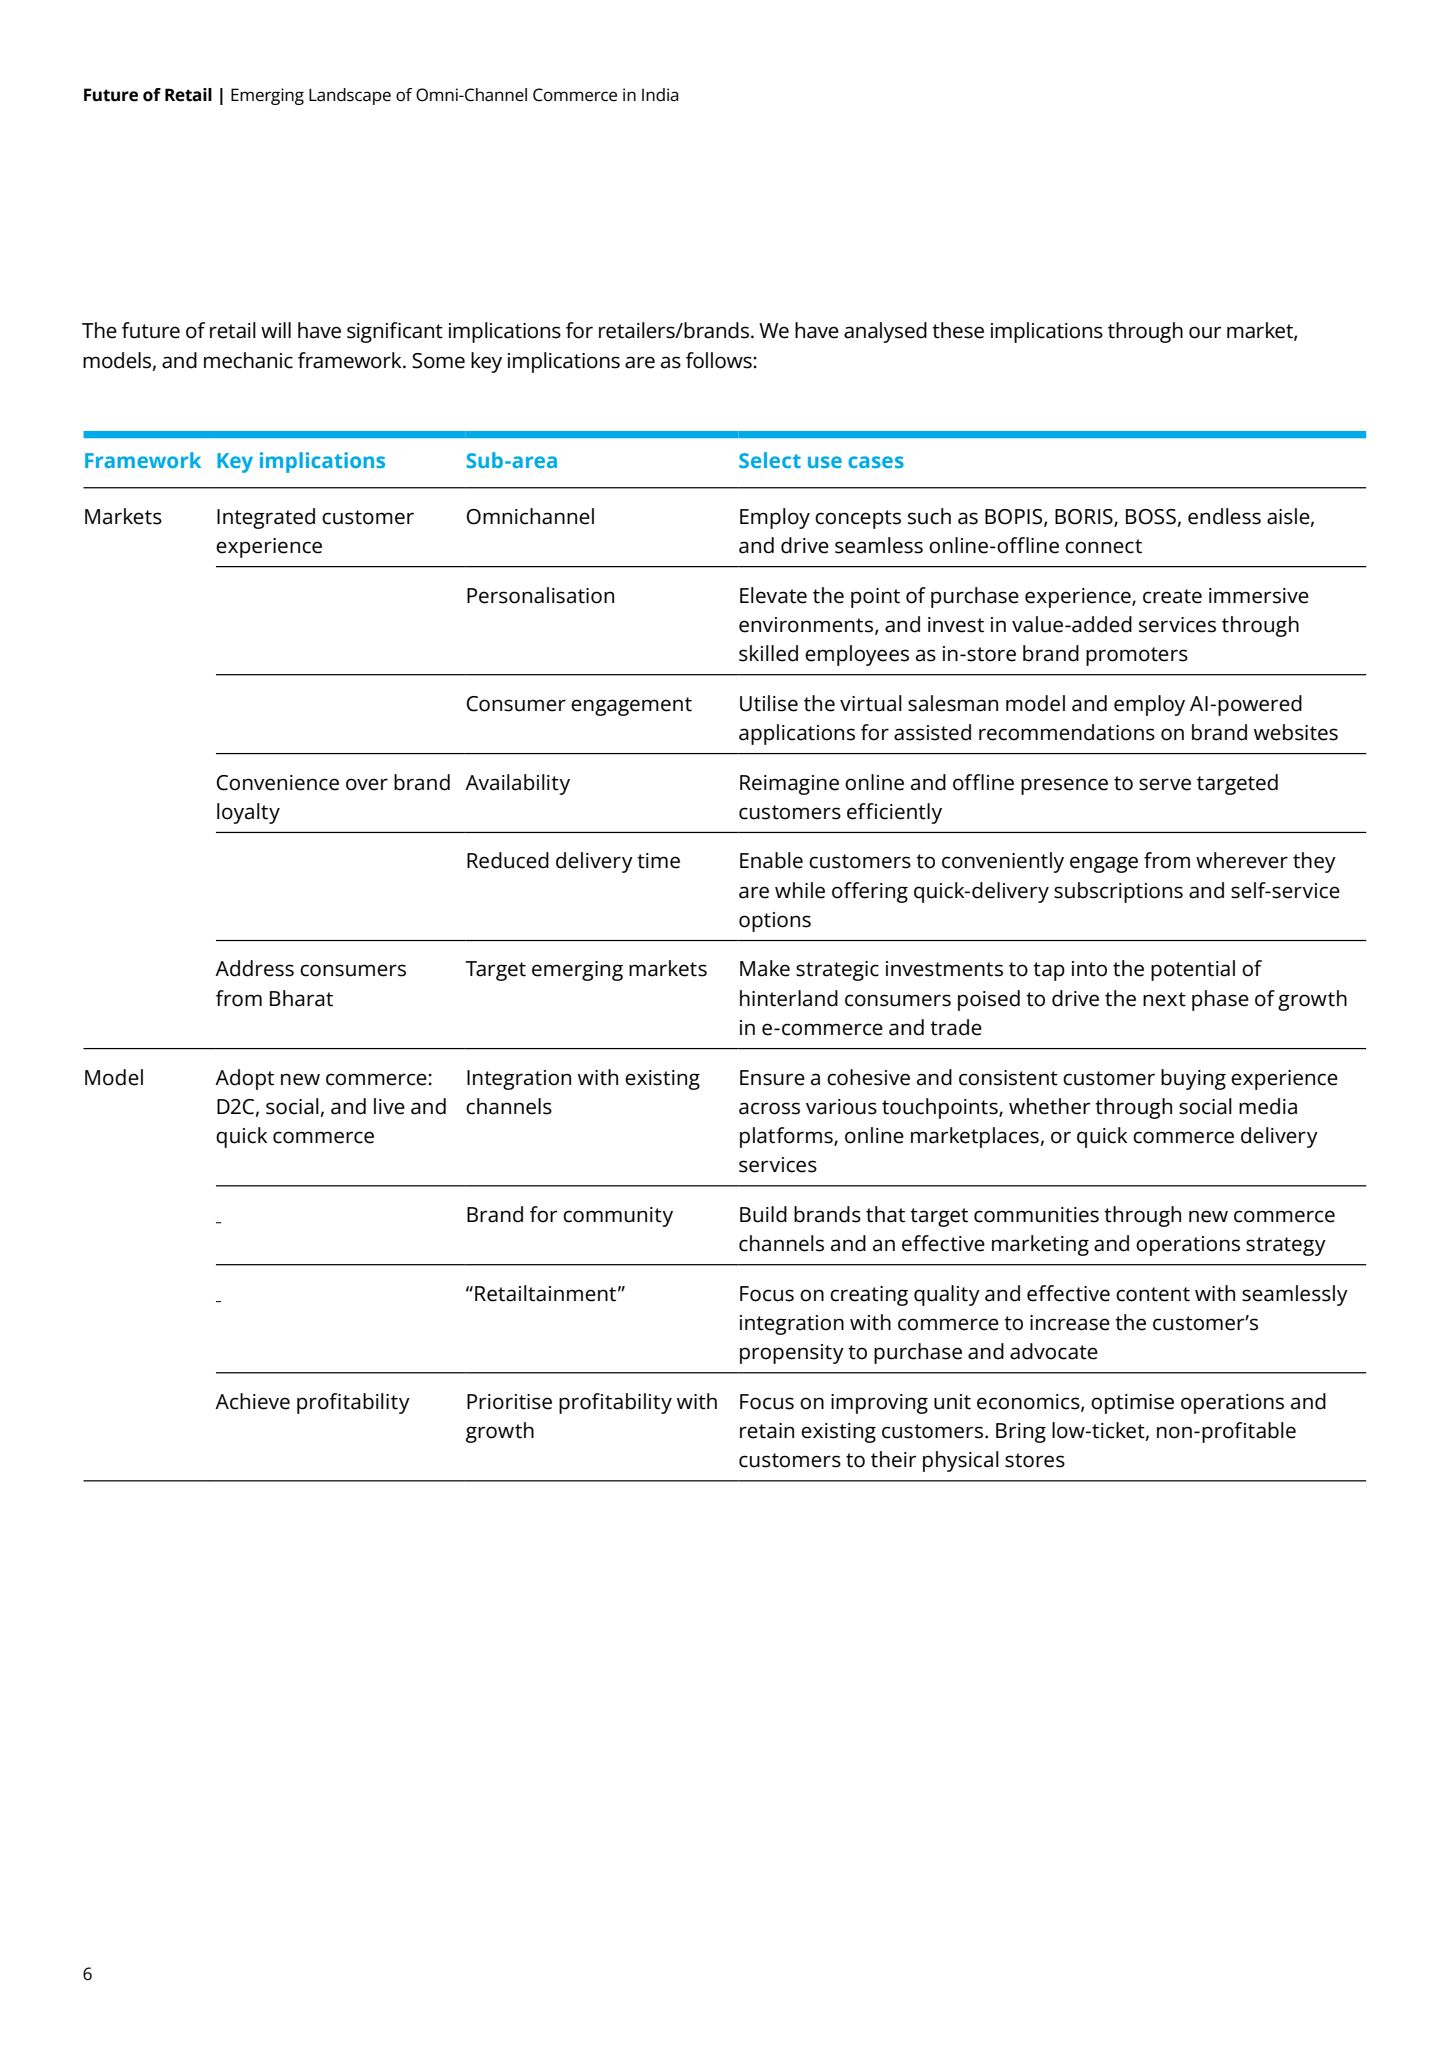 Future of Retail | Emerging Landscape of Omni-Channel Commerce in India
The future of retail will have significant implications for retailers/brands. We have analysed these implications through our market,
models, and mechanic framework. Some key implications are as follows:
Framework Key implications Sub-area Select use cases
Markets Integrated customer Omnichannel Employ concepts such as BOPIS, BORIS, BOSS, endless aisle,
experience and drive seamless online-offline connect
Personalisation Elevate the point of purchase experience, create immersive
environments, and invest in value-added services through
skilled employees as in-store brand promoters
Consumer engagement Utilise the virtual salesman model and employ AI-powered
applications for assisted recommendations on brand websites
Convenience over brand Availability Reimagine online and offline presence to serve targeted
loyalty customers efficiently
Reduced delivery time Enable customers to conveniently engage from wherever they
are while offering quick-delivery subscriptions and self-service
options
Address consumers Target emerging markets Make strategic investments to tap into the potential of
from Bharat hinterland consumers poised to drive the next phase of growth
in e-commerce and trade
Model Adopt new commerce: Integration with existing Ensure a cohesive and consistent customer buying experience
D2C, social, and live and channels across various touchpoints, whether through social media
quick commerce platforms, online marketplaces, or quick commerce delivery
services
- Brand for community Build brands that target communities through new commerce
channels and an effective marketing and operations strategy
- “Retailtainment” Focus on creating quality and effective content with seamlessly
integration with commerce to increase the customer’s
propensity to purchase and advocate
Achieve profitability Prioritise profitability with Focus on improving unit economics, optimise operations and
growth retain existing customers. Bring low-ticket, non-profitable
customers to their physical stores
6